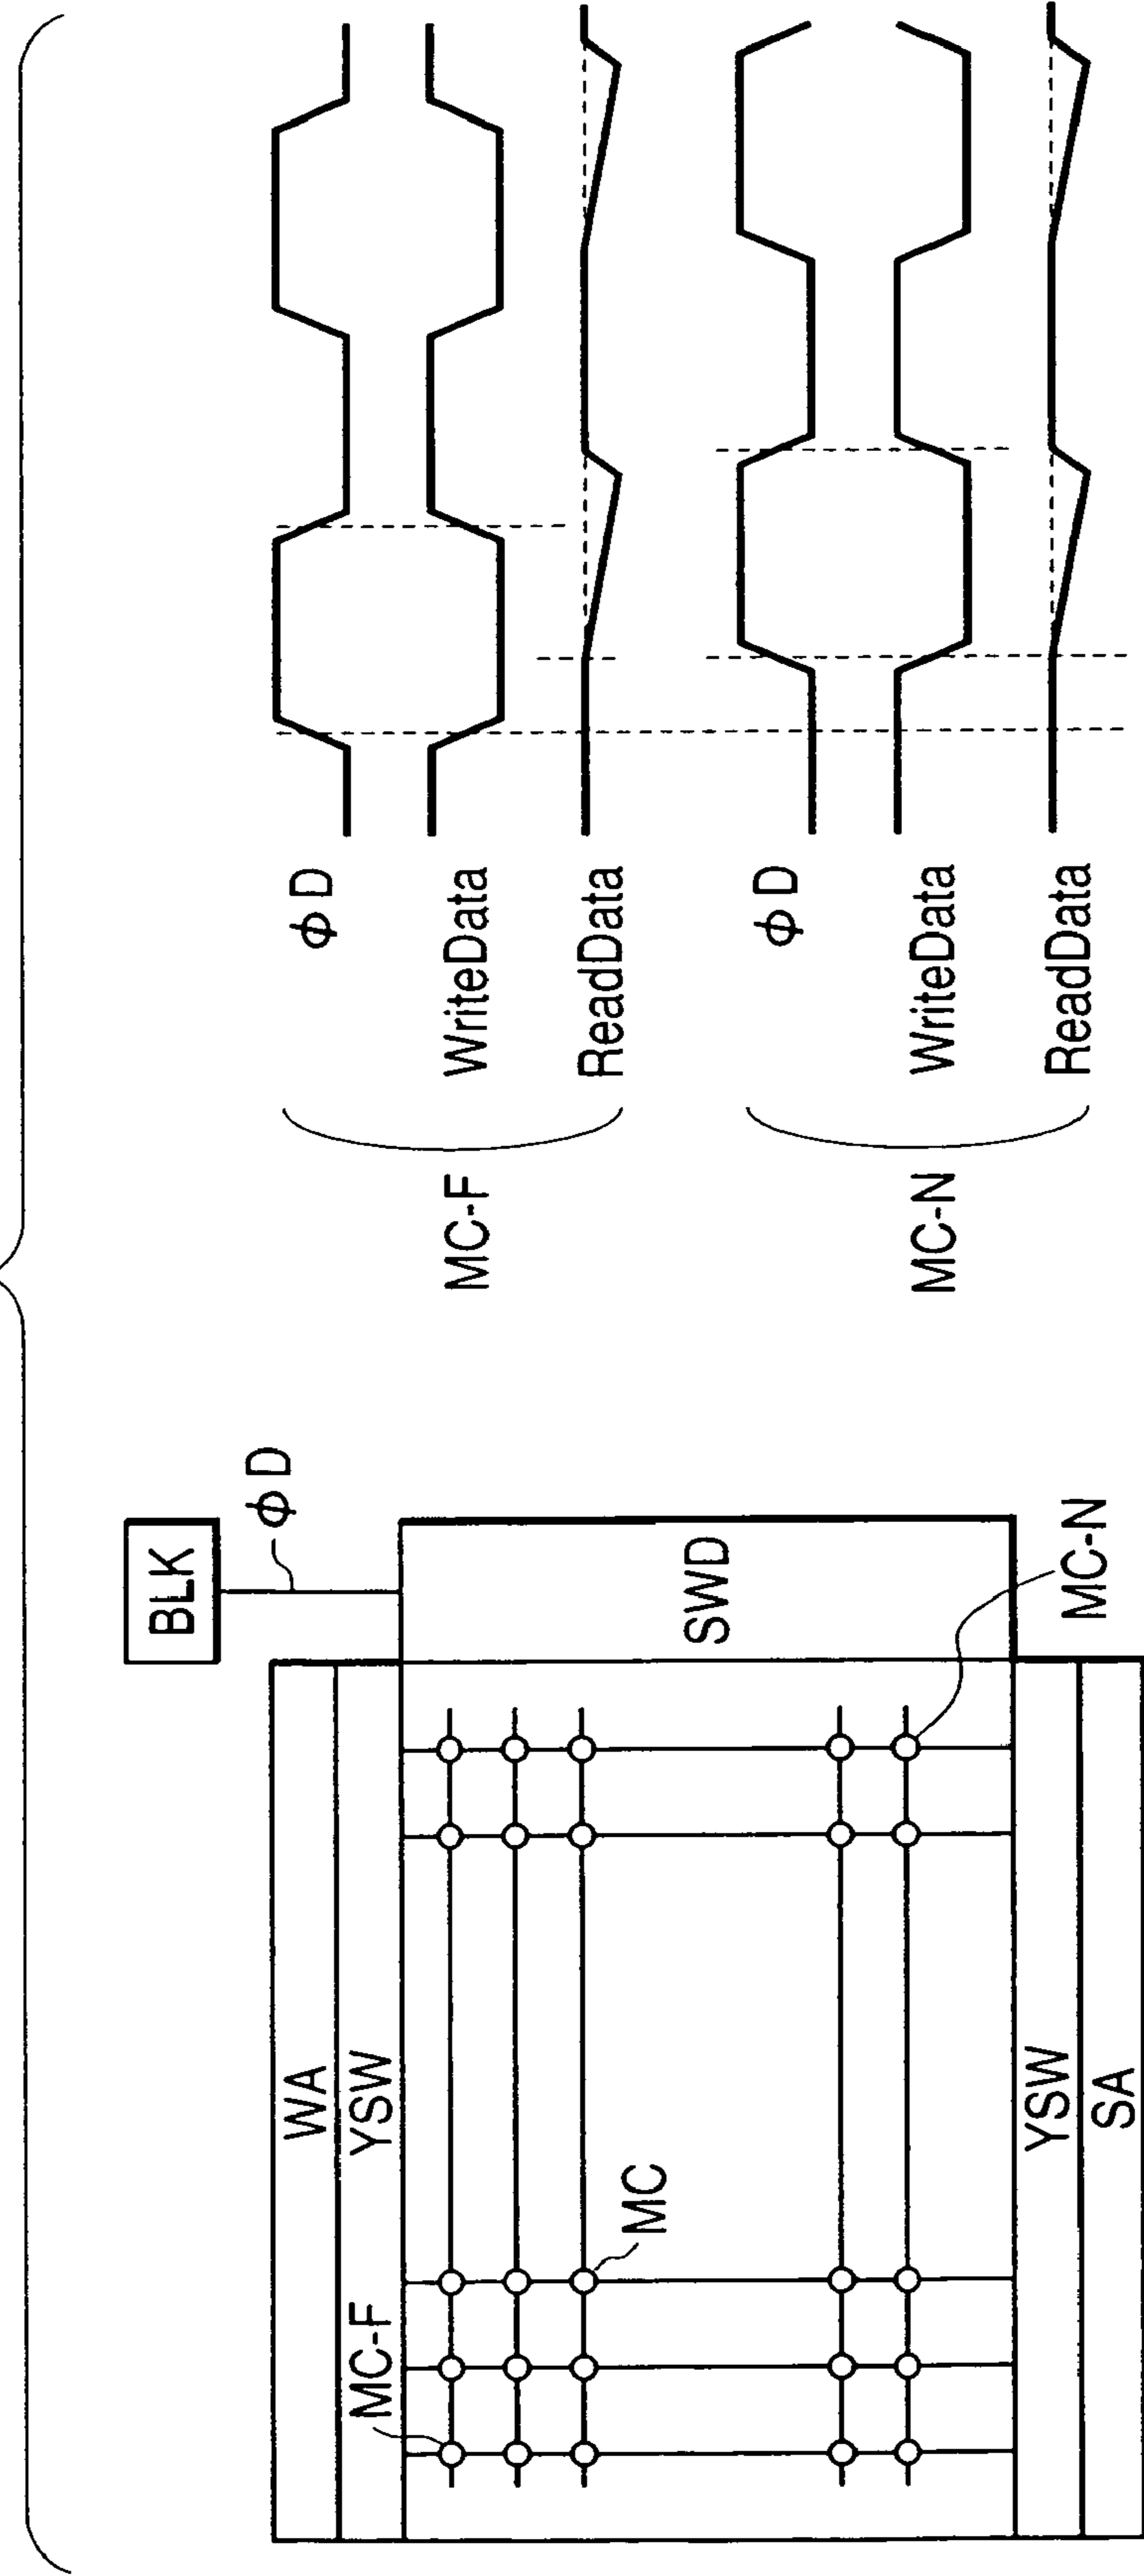 BLK
φD
WA
YSW
MC-F
MC
SWD
MC-N
YSW
SA
MC-F
φD
WriteData
ReadData
MC-N
φD
WriteData
ReadData